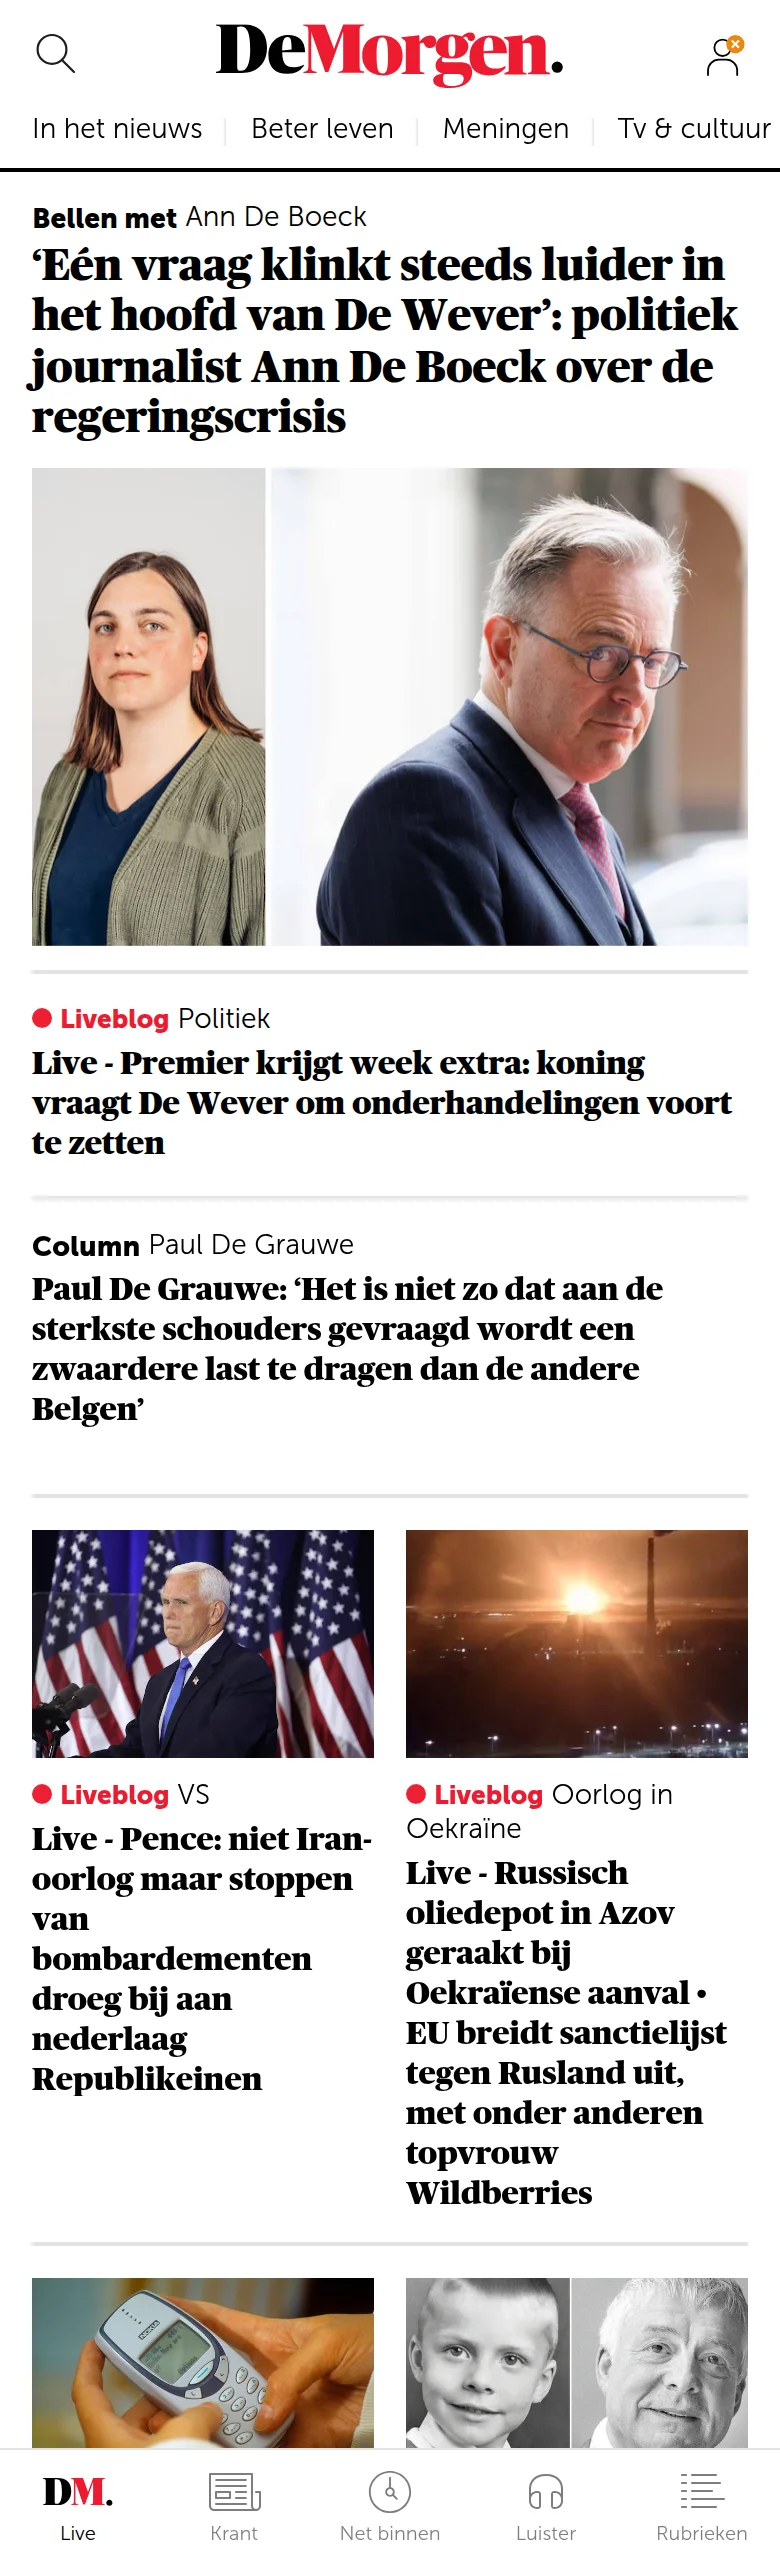 DeMorgen.
In het nieuws
Beter leven
Meningen
Tv & cultuur
Bellen met Ann De Boeck
‘Eén vraag klinkt steeds luider in
het hoofd van De Wever’: politiek
journalist Ann De Boeck over de
regeringscrisis
Liveblog Politiek
Live - Premier krijgt week extra: koning
vraagt De Wever om onderhandelingen voort
te zetten
Column Paul De Grauwe
Paul De Grauwe: ‘Het is niet zo dat aan de
sterkste schouders gevraagd wordt een
zwaardere last te dragen dan de andere
Belgen’
Liveblog VS
Live - Pence: niet Iran-
oorlog maar stoppen
van
bombardementen
droeg bij aan
nederlaag
Republikeinen
Liveblog Oorlog in
Oekraïne
Live - Russisch
oliedepot in Azov
geraakt bij
Oekraïense aanval •
EU breidt sanctielijst
tegen Rusland uit,
met onder anderen
topvrouw
Wildberries
NOKIA
DM.
Live
Krant
Net binnen
Luister
Rubrieken